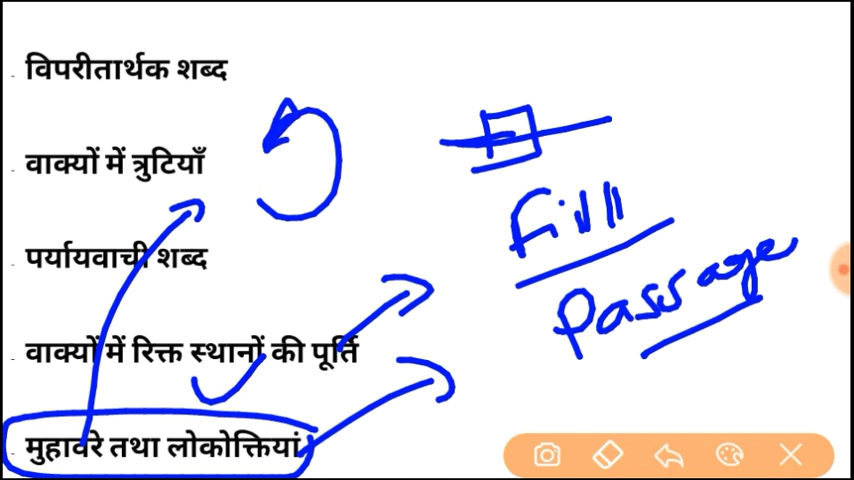 विपरीतार्थक शब्द
वाक्यों में त्रुटियाँ
पर्यायवाची शब्द
वाक्यों में रिक्त स्थानों की पूर्ति
मुहावरे तथा लोकोक्तियां
Fill
Passage